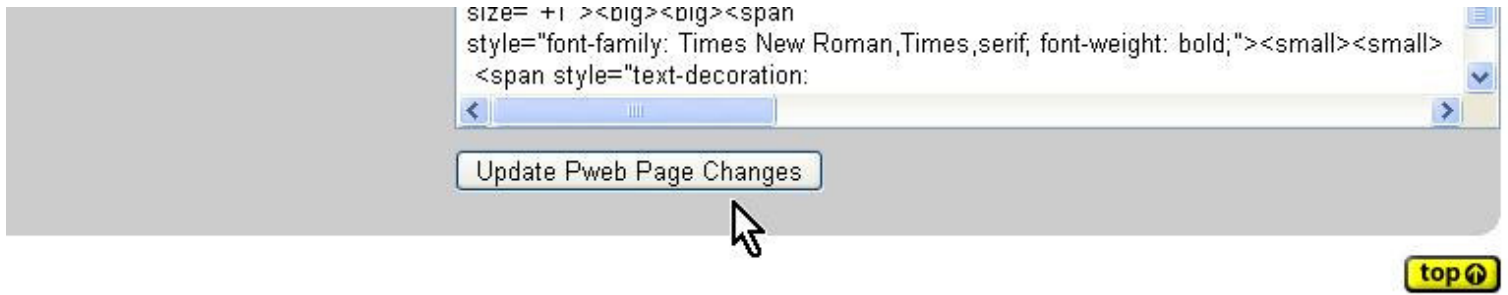 size="+1"><big><big><span
style="font-family: Times New Roman,Times,serif; font-weight: bold;"><small><small>
<span style="text-decoration:
Update Pweb Page Changes
top